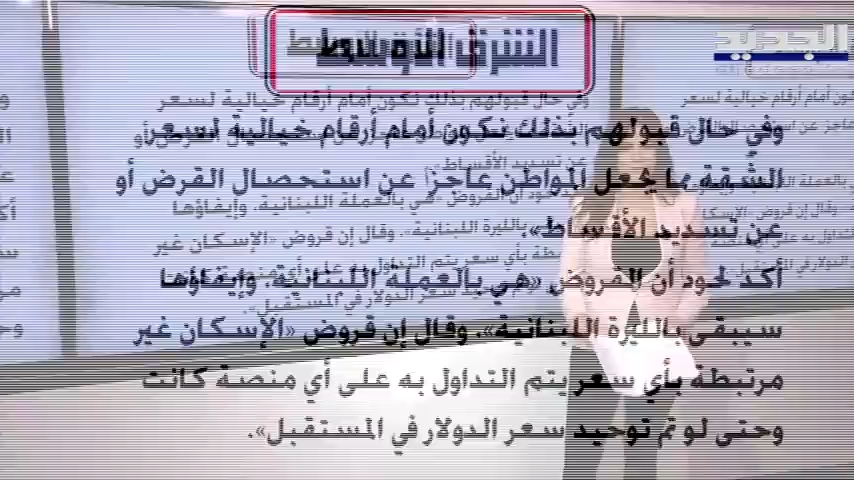 الشرق الأوسط
الجديد
وفي حال قبولهم بذلك نكون أمام أرقام خيالية لسعر
الشقة ما يجعل المواطن عاجز عن استحصال القرض أو
عن تسديد الأقساط».
أكد لحود أن القروض «هي بالعملة اللبنانية، وإيفاؤها
سيبقى بالليرة اللبنانية». وقال إن قروض «الإسكان غير
مرتبطة بأي سعر يتم التداول به على أي منصة كانت
وحتى لو تم توحيد سعر الدولار في المستقبل».